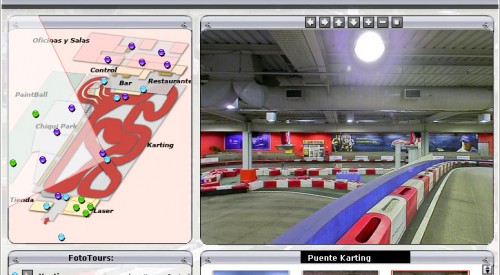 Oficinas y Salas
Control
Bar
Restaurante
PaintBall
Chiqui Park
Karting
Tienda
Laser
FotoTours:
Puente Karting